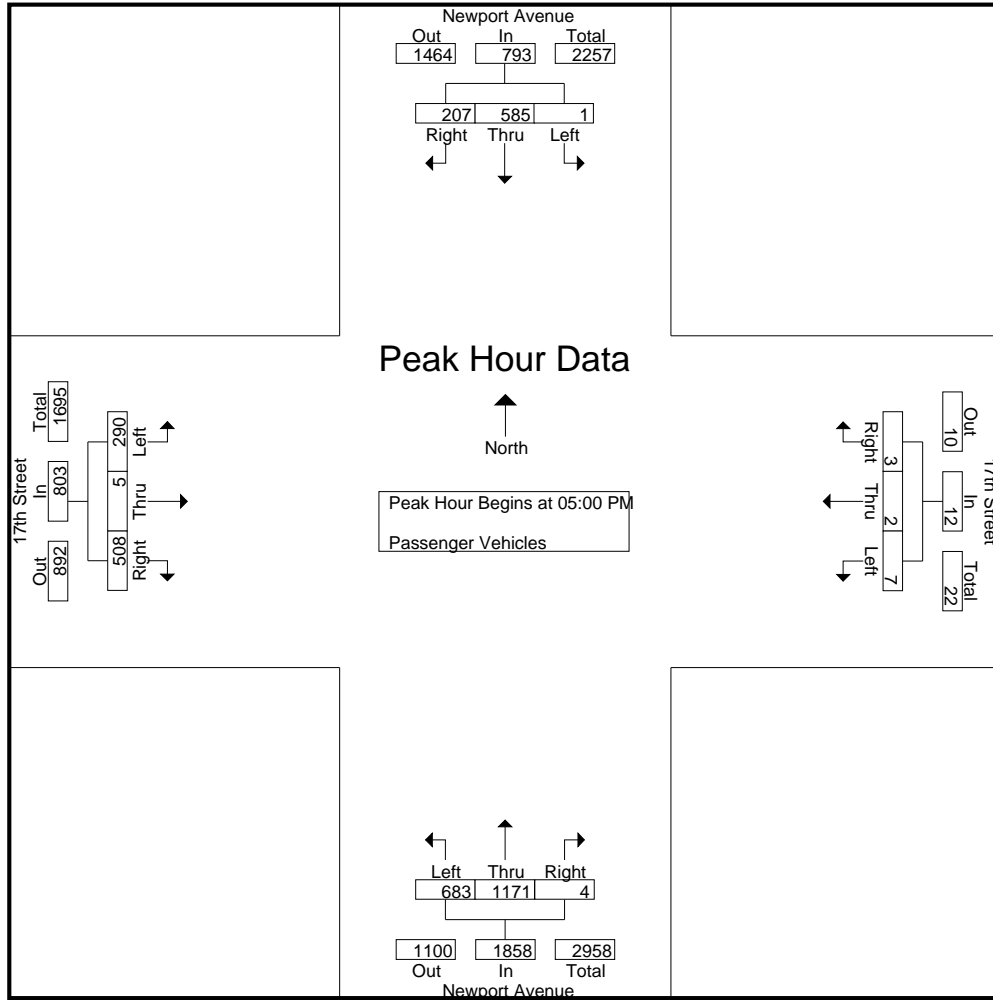 Newport Avenue
Out In Total
1464 793 2257
207 585 1
Right Thru Left
Peak Hour Data
North
Peak Hour Begins at 05:00 PM
Passenger Vehicles
17th Street
Total In Out
1695 803 892
290 5 508
Left Thru Right
17th Street
Out In Total
10 12 22
Right Thru Left
3 2 7
Left Thru Right
683 1171 4
1100 1858 2958
Out In Total
Newport Avenue